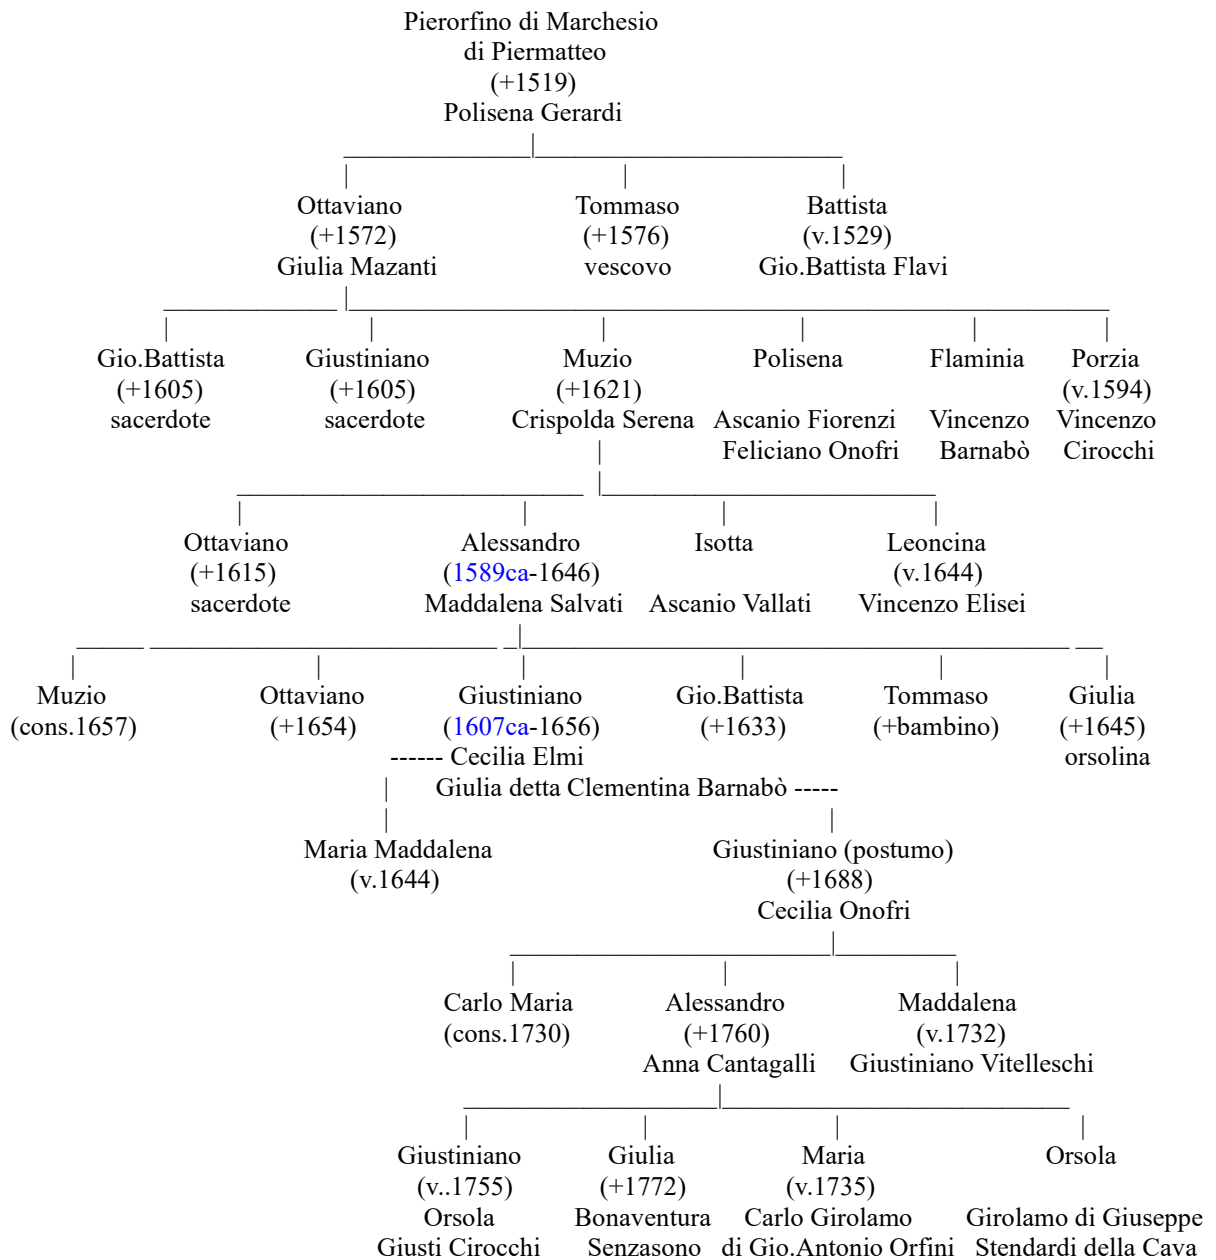 Pierorfino di Marchesio
di Piermatteo
(+1519)
Polisena Gerardi
Ottaviano Tommaso Battista
(+1572) (+1576) (v.1529)
Giulia Mazanti vescovo Gio.Battista Flavi
Gio.Battista Giustiniano Muzio Polisena Flaminia Porzia
(+1605) (+1605) (+1621) (v.1594)
sacerdote sacerdote Crispolda Serena Ascanio Fiorenzi Vincenzo Vincenzo
Feliciano Onofri Barnabò Cirocchi
Ottaviano Alessandro Isotta Leoncina
(+1615) (1589ca-1646) (v.1644)
sacerdote Maddalena Salvati Ascanio Vallati Vincenzo Elisei
Muzio Ottaviano Giustiniano Gio.Battista Tommaso Giulia
(cons.1657) (+1654) (1607ca-1656) (+1633) (+bambino) (+1645)
------ Cecilia Elmi orsolina
Giulia detta Clementina Barnabò -----
Maria Maddalena Giustiniano (postumo)
(v.1644) (+1688)
Cecilia Onofri
Carlo Maria Alessandro Maddalena
(cons.1730) (+1760) (v.1732)
Anna Cantagalli Giustiniano Vitelleschi
Giustiniano Giulia Maria Orsola
(v..1755) (+1772) (v.1735)
Orsola Bonaventura Carlo Girolamo Girolamo di Giuseppe
Giusti Cirocchi Senzasono di Gio.Antonio Orfini Stendardi della Cava